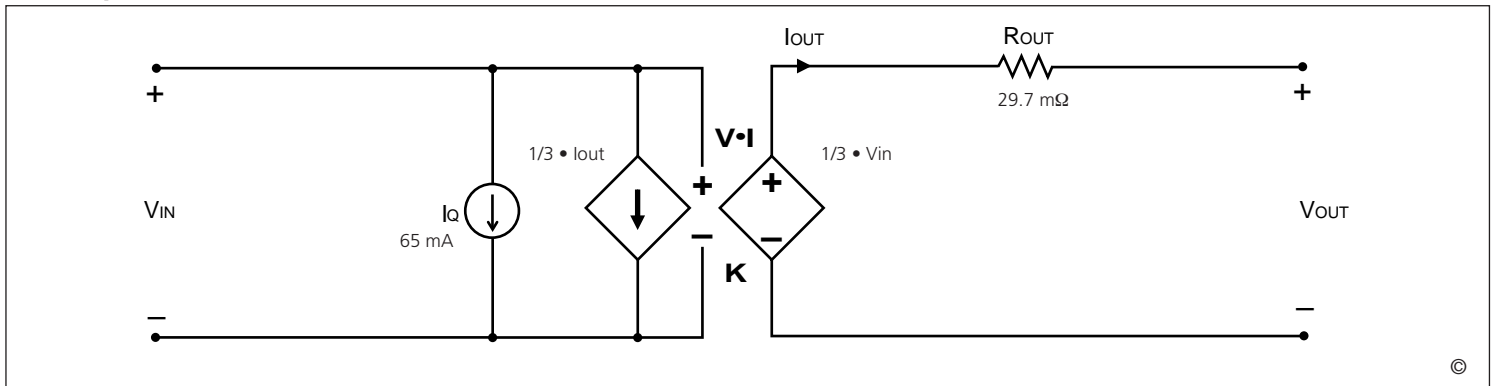 IOUT
ROUT
29.7 mΩ
+
+
V•I
1/3 • Iout
1/3 • Vin
+
+
VIN
IQ
65 mA
VOUT
–
–
K
–
–
©